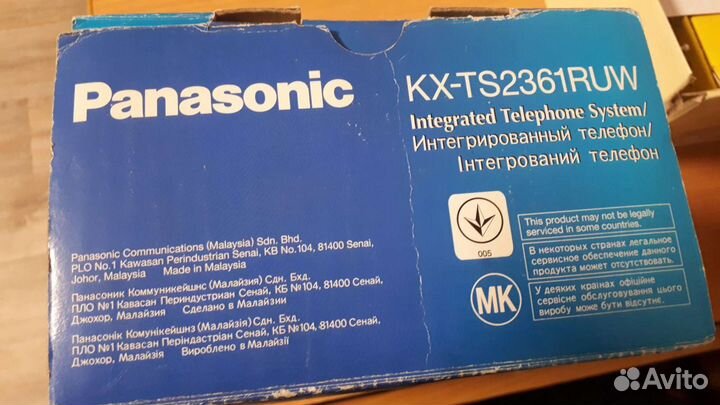 Panasonic
KX-TS2361RUW
Integrated Telephone System/
Интегрированный телефон/
Інтегрований телефон
Panasonic Communications (Malaysia) Sdn. Bhd.
PLO No.1 Kawasan Perindustrian Senai, KB No.104, 81400 Senai,
Johor, Malaysia Made in Malaysia
Панасоник Коммуникейшнс (Малайзия) Сдн. Бхд.
ПЛО №1 Кавасан Периндустриан Сенай, КБ №104, 81400 Сенай,
Джохор, Малайзия Сделано в Малайзии
Панасонік Комунікейшнз (Малайзія) Сдн. Бхд.
ПЛО №1 Кавасан Періндастріан Сенай, КБ №104, 81400 Сенай,
Джохор, Малайзія Вироблено в Малайзії
005
МК
This product may not be legally
serviced in some countries.
В некоторых странах легальное
сервисное обеспечение данного
продукта может отсутствовать.
У деяких країнах офіційне
сервісне обслуговування цього
виробу може бути відсутнє.
Avito